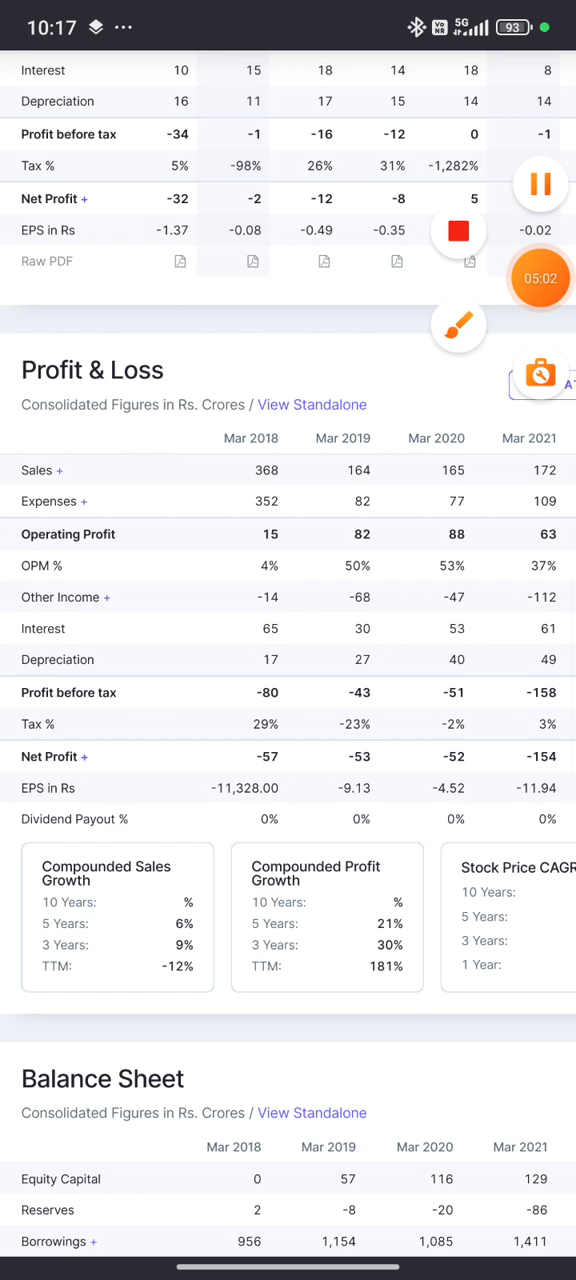 10:17 5G 93
Interest 10 15 18 14 18 8
Depreciation 16 11 17 15 14 14
Profit before tax -34 -1 -16 -12 0 -1
Tax % 5% -98% 26% 31% -1,282%
Net Profit + -32 -2 -12 -8 5
EPS in Rs -1.37 -0.08 -0.49 -0.35 -0.02
Raw PDF
05:02
Profit & Loss
Consolidated Figures in Rs. Crores / View Standalone
Mar 2018 Mar 2019 Mar 2020 Mar 2021
Sales + 368 164 165 172
Expenses + 352 82 77 109
Operating Profit 15 82 88 63
OPM % 4% 50% 53% 37%
Other Income + -14 -68 -47 -112
Interest 65 30 53 61
Depreciation 17 27 40 49
Profit before tax -80 -43 -51 -158
Tax % 29% -23% -2% 3%
Net Profit + -57 -53 -52 -154
EPS in Rs -11,328.00 -9.13 -4.52 -11.94
Dividend Payout % 0% 0% 0% 0%
Compounded Sales Growth
10 Years: %
5 Years: 6%
3 Years: 9%
TTM: -12%
Compounded Profit Growth
10 Years: %
5 Years: 21%
3 Years: 30%
TTM: 181%
Stock Price CAGR
10 Years:
5 Years:
3 Years:
1 Year:
Balance Sheet
Consolidated Figures in Rs. Crores / View Standalone
Mar 2018 Mar 2019 Mar 2020 Mar 2021
Equity Capital 0 57 116 129
Reserves 2 -8 -20 -86
Borrowings + 956 1,154 1,085 1,411